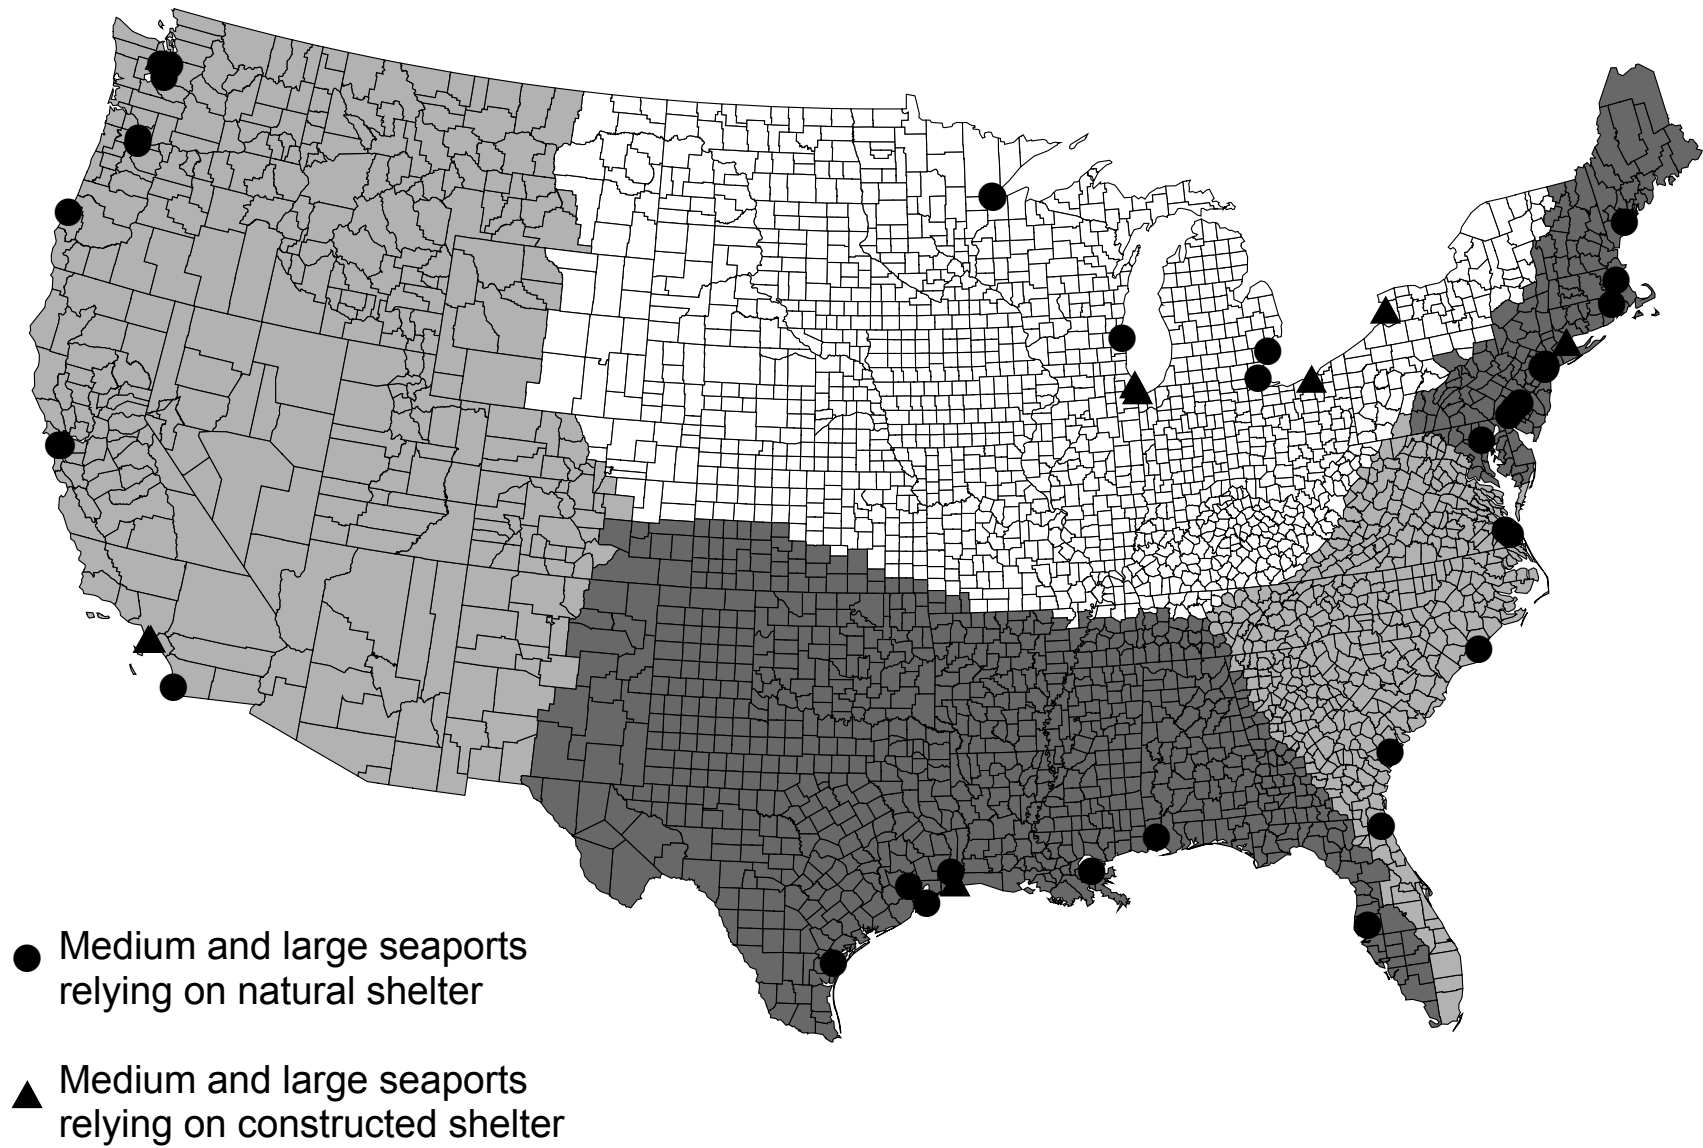 Medium and large seaports
relying on natural shelter
Medium and large seaports
relying on constructed shelter